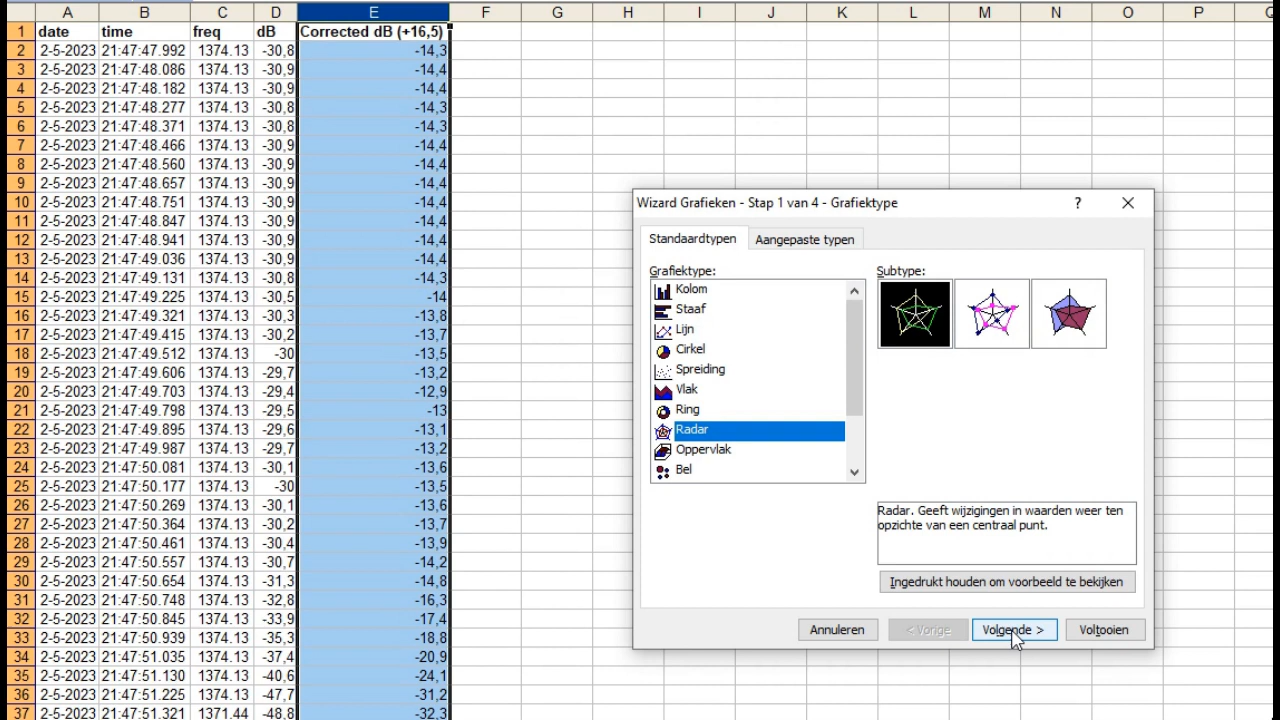 A B C D E F G H I J K L M N O P Q
1 date time freq dB Corrected dB (+16,5)
2 2-5-2023 21:47:47.992 1374.13 -30,8 -14,3
3 2-5-2023 21:47:48.086 1374.13 -30,9 -14,4
4 2-5-2023 21:47:48.182 1374.13 -30,9 -14,4
5 2-5-2023 21:47:48.277 1374.13 -30,8 -14,3
6 2-5-2023 21:47:48.371 1374.13 -30,8 -14,3
7 2-5-2023 21:47:48.466 1374.13 -30,9 -14,4
8 2-5-2023 21:47:48.560 1374.13 -30,9 -14,4
9 2-5-2023 21:47:48.657 1374.13 -30,9 -14,4
10 2-5-2023 21:47:48.751 1374.13 -30,9 -14,4
11 2-5-2023 21:47:48.847 1374.13 -30,9 -14,4
12 2-5-2023 21:47:48.941 1374.13 -30,9 -14,4
13 2-5-2023 21:47:49.036 1374.13 -30,9 -14,4
14 2-5-2023 21:47:49.131 1374.13 -30,8 -14,3
15 2-5-2023 21:47:49.225 1374.13 -30,5 -14
16 2-5-2023 21:47:49.321 1374.13 -30,3 -13,8
17 2-5-2023 21:47:49.415 1374.13 -30,2 -13,7
18 2-5-2023 21:47:49.512 1374.13 -30 -13,5
19 2-5-2023 21:47:49.606 1374.13 -29,7 -13,2
20 2-5-2023 21:47:49.703 1374.13 -29,4 -12,9
21 2-5-2023 21:47:49.798 1374.13 -29,5 -13
22 2-5-2023 21:47:49.895 1374.13 -29,6 -13,1
23 2-5-2023 21:47:49.987 1374.13 -29,7 -13,2
24 2-5-2023 21:47:50.081 1374.13 -30,1 -13,6
25 2-5-2023 21:47:50.177 1374.13 -30 -13,5
26 2-5-2023 21:47:50.269 1374.13 -30,1 -13,6
27 2-5-2023 21:47:50.364 1374.13 -30,2 -13,7
28 2-5-2023 21:47:50.461 1374.13 -30,4 -13,9
29 2-5-2023 21:47:50.557 1374.13 -30,7 -14,2
30 2-5-2023 21:47:50.654 1374.13 -31,3 -14,8
31 2-5-2023 21:47:50.748 1374.13 -32,8 -16,3
32 2-5-2023 21:47:50.845 1374.13 -33,9 -17,4
33 2-5-2023 21:47:50.939 1374.13 -35,3 -18,8
34 2-5-2023 21:47:51.035 1374.13 -37,4 -20,9
35 2-5-2023 21:47:51.130 1374.13 -40,6 -24,1
36 2-5-2023 21:47:51.225 1374.13 -47,7 -31,2
37 2-5-2023 21:47:51.321 1371.44 -48,8 -32,3
Wizard Grafieken - Stap 1 van 4 - Grafiektype
?
Standaardtypen Aangepaste typen
Grafiektype:
Kolom
Staaf
Lijn
Cirkel
Spreiding
Vlak
Ring
Radar
Oppervlak
Bel
Subtype:
Radar. Geeft wijzigingen in waarden weer ten
opzichte van een centraal punt.
Ingedrukt houden om voorbeeld te bekijken
Annuleren < Vorige Volgende > Voltooien